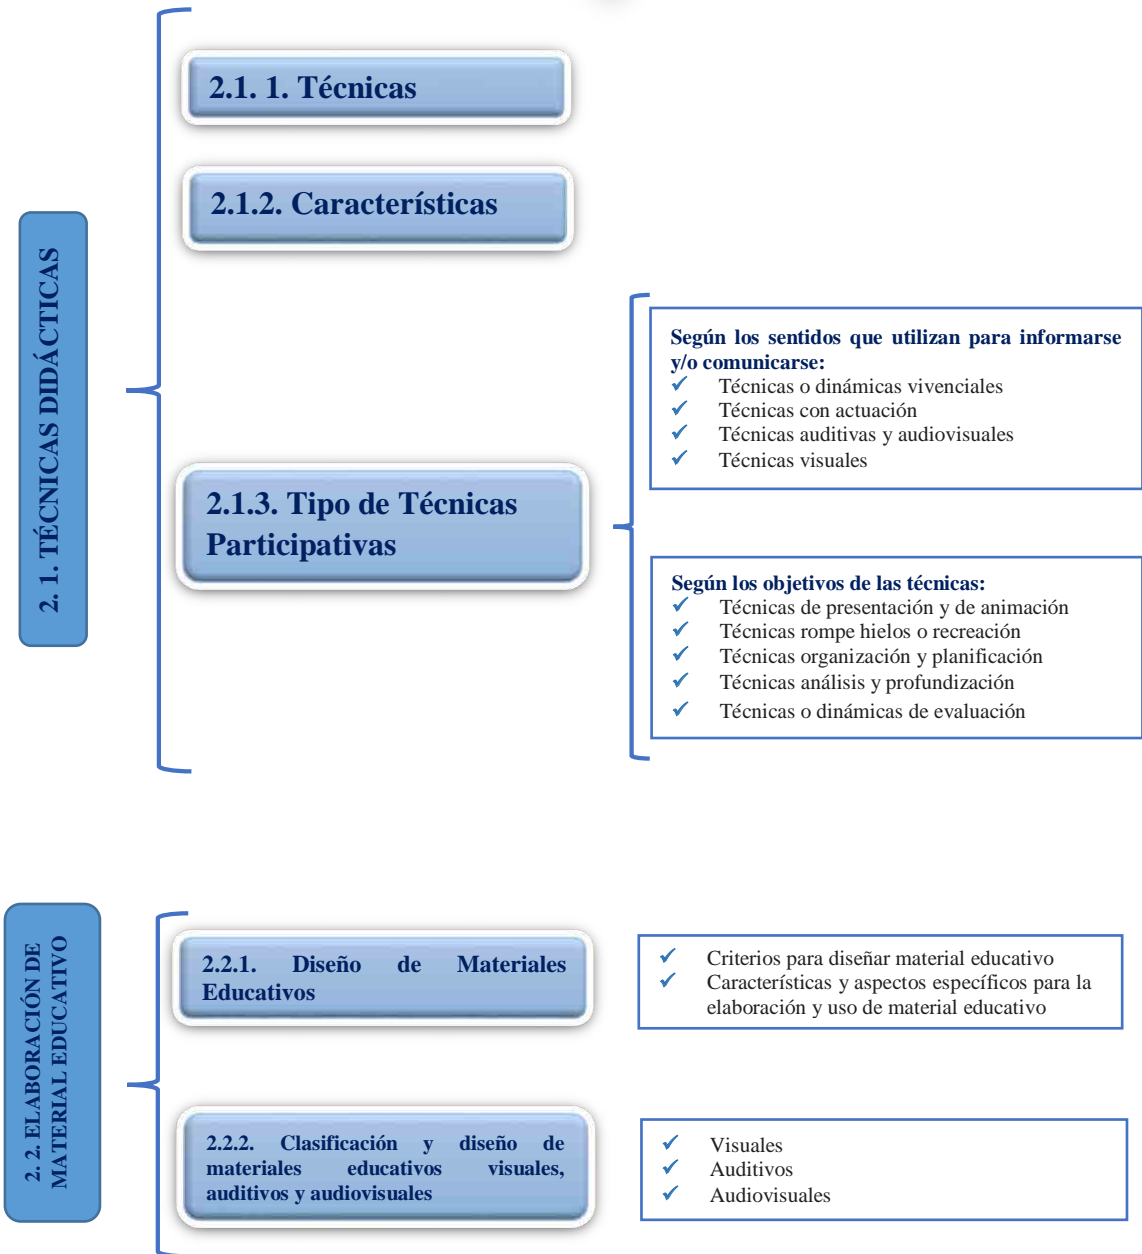 2. 1. TÉCNICAS DIDÁCTICAS
2.1. 1. Técnicas
2.1.2. Características
2.1.3. Tipo de Técnicas
Participativas
Según los sentidos que utilizan para informarse
y/o comunicarse:
✓ Técnicas o dinámicas vivenciales
✓ Técnicas con actuación
✓ Técnicas auditivas y audiovisuales
✓ Técnicas visuales
Según los objetivos de las técnicas:
✓ Técnicas de presentación y de animación
✓ Técnicas rompe hielos o recreación
✓ Técnicas organización y planificación
✓ Técnicas análisis y profundización
✓ Técnicas o dinámicas de evaluación
2. 2. ELABORACIÓN DE
MATERIAL EDUCATIVO
2.2.1. Diseño de Materiales
Educativos
✓ Criterios para diseñar material educativo
✓ Características y aspectos específicos para la
elaboración y uso de material educativo
2.2.2. Clasificación y diseño de
materiales educativos visuales,
auditivos y audiovisuales
✓ Visuales
✓ Auditivos
✓ Audiovisuales